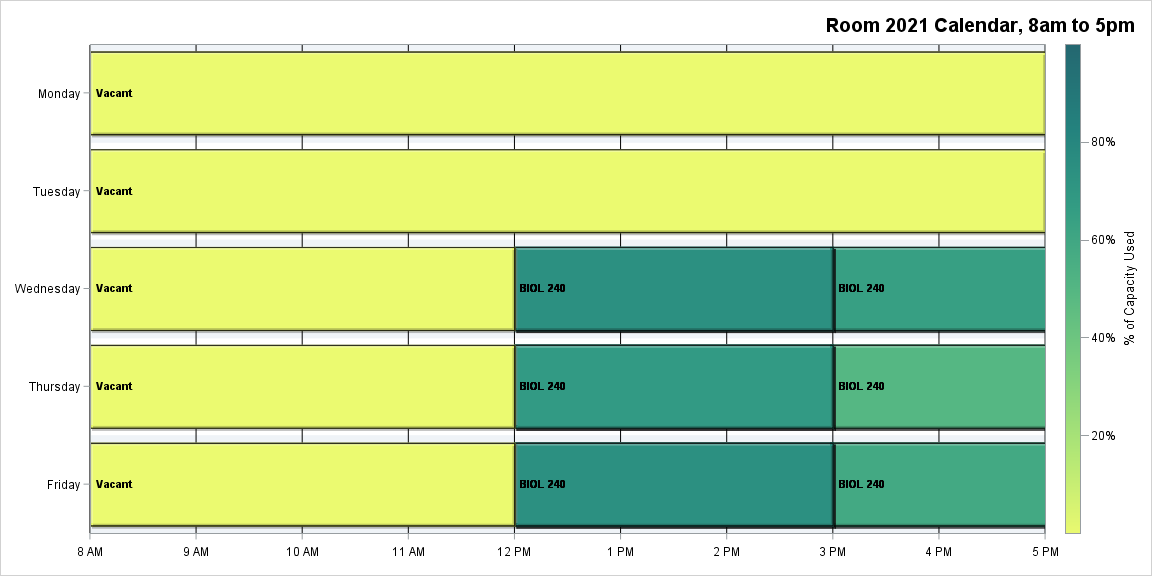 Room 2021 Calendar, 8am to 5pm
Monday
Vacant
Tuesday
Vacant
Wednesday
Vacant
BIOL 240
BIOL 240
Thursday
Vacant
BIOL 240
BIOL 240
Friday
Vacant
BIOL 240
BIOL 240
8 AM
9 AM
10 AM
11 AM
12 PM
1 PM
2 PM
3 PM
4 PM
5 PM
80%
60%
40%
20%
% of Capacity Used